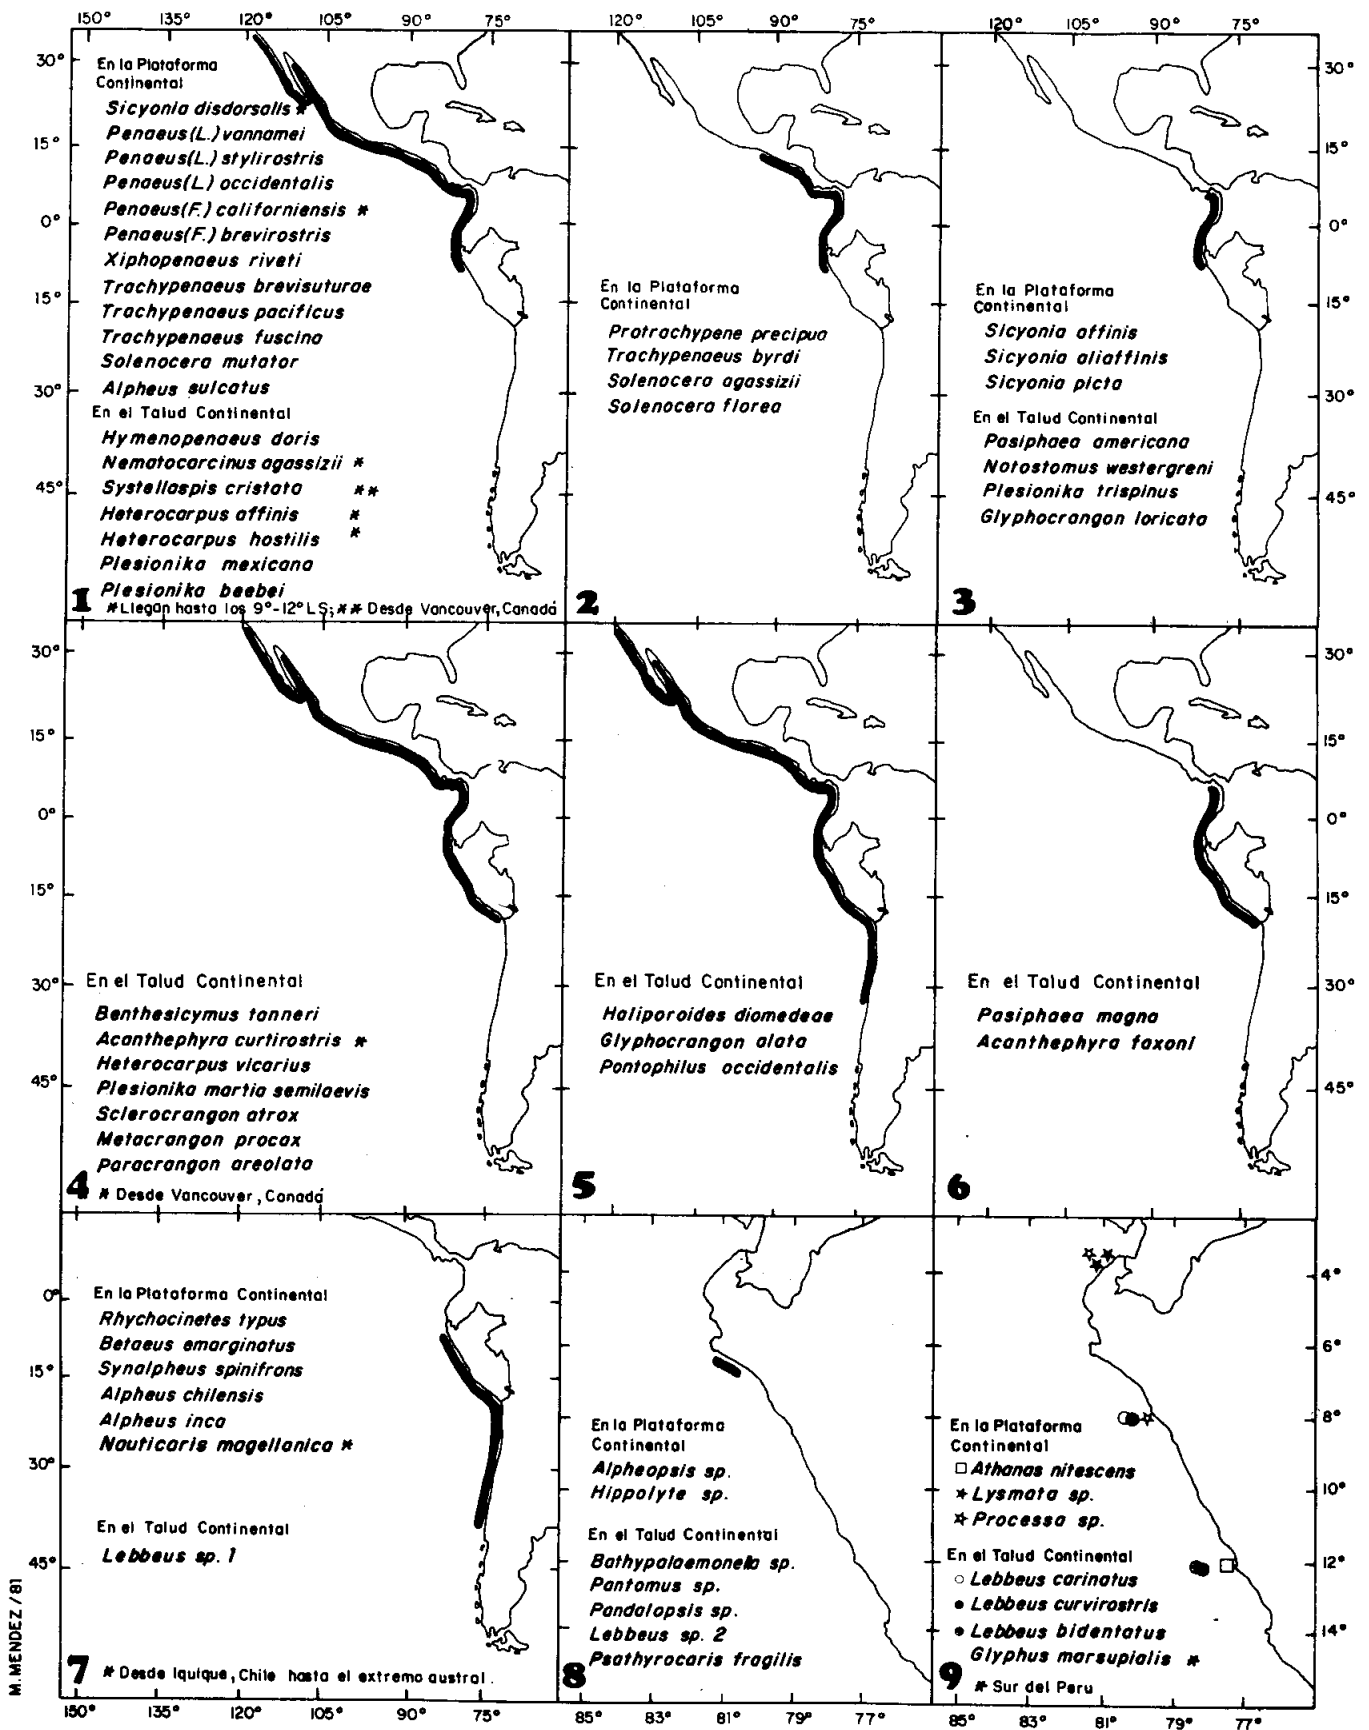 150° 120° 105° 90° 75° 120° 90° 75° 120° 105° 90° 75°
30°
15°
0°
15°
30°
45°
En la Plataforma
Continental
Sicyonia disdorsalis *
Penaeus(L.) vannamei
Penaeus(L.) stylirostris
Penaeus(L) occidentalis
Penaeus(F.) californiensis *
Penaeus(F.) brevirostris
Xiphopenaeus riveti
Trachypenaeus brevisuturae
Trachypenaeus pacificus
Trachypenaeus fuscina
Solenocera mutator
Alpheus sulcatus
En el Talud Continental
Hymenopenaeus doris
Nematocarcinus agassizii *
Systellaspis cristata **
Heterocarpus affinis *
Heterocarpus hostilis *
Plesionika mexicana
Plesionika beebei
1 *Llegan hasta los 9°-12° LS; ** Desde Vancouver, Canadá
En la Plataforma
Continental
Protrachypene precipua
Trachypenaeus byrdi
Solenocera agassizii
Solenocera florea
2
En la Plataforma
Continental
Sicyonia affinis
Sicyonia aliaffinis
Sicyonia picta
En el Talud Continental
Pasiphaea americana
Notostomus westergreni
Plesionika trispinus
Glyphocrangon loricata
3
30°
15°
0°
15°
30°
45°
30°
15°
0°
15°
30°
45°
En el Talud Continental
Benthesicymus tanneri
Acanthephyra curtirostris *
Heterocarpus vicarius
Plesionika martia semilaevis
Sclerocrangon atrox
Metacrangon procax
Paracrangon areolata
4 * Desde Vancouver, Canadá
En el Talud Continental
Haliporoides diomedeae
Glyphocrangon alata
Pontophilus occidentalis
5
En el Talud Continental
Pasiphaea magna
Acanthephyra faxoni
6
30°
15°
0°
15°
30°
45°
0°
15°
30°
45°
En la Plataforma Continental
Rhychocinetes typus
Betaeus emarginatus
Synalpheus spinifrons
Alpheus chilensis
Alpheus inca
Nauticaris magellanica *
En el Talud Continental
Lebbeus sp. 1
7 * Desde Iquique, Chile hasta el extremo austral.
En la Plataforma
Continental
Alpheopsis sp.
Hippolyte sp.
En el Talud Continental
Bathypalaemonella sp.
Pantomus sp.
Pandalopsis sp.
Lebbeus sp. 2
Psathyrocaris fragilis
8
En la Plataforma
Continental
□ Athanas nitescens
★ Lysmata sp.
☆ Processa sp.
En el Talud Continental
○ Lebbeus carinatus
● Lebbeus curvirostris
● Lebbeus bidentatus
Glyphus marsupialis *
9 * Sur del Peru
4°
6°
8°
10°
12°
14°
150° 135° 120° 105° 90° 75° 85° 83° 81° 79° 77° 85° 83° 81° 79° 77°
M. MENDEZ / 81